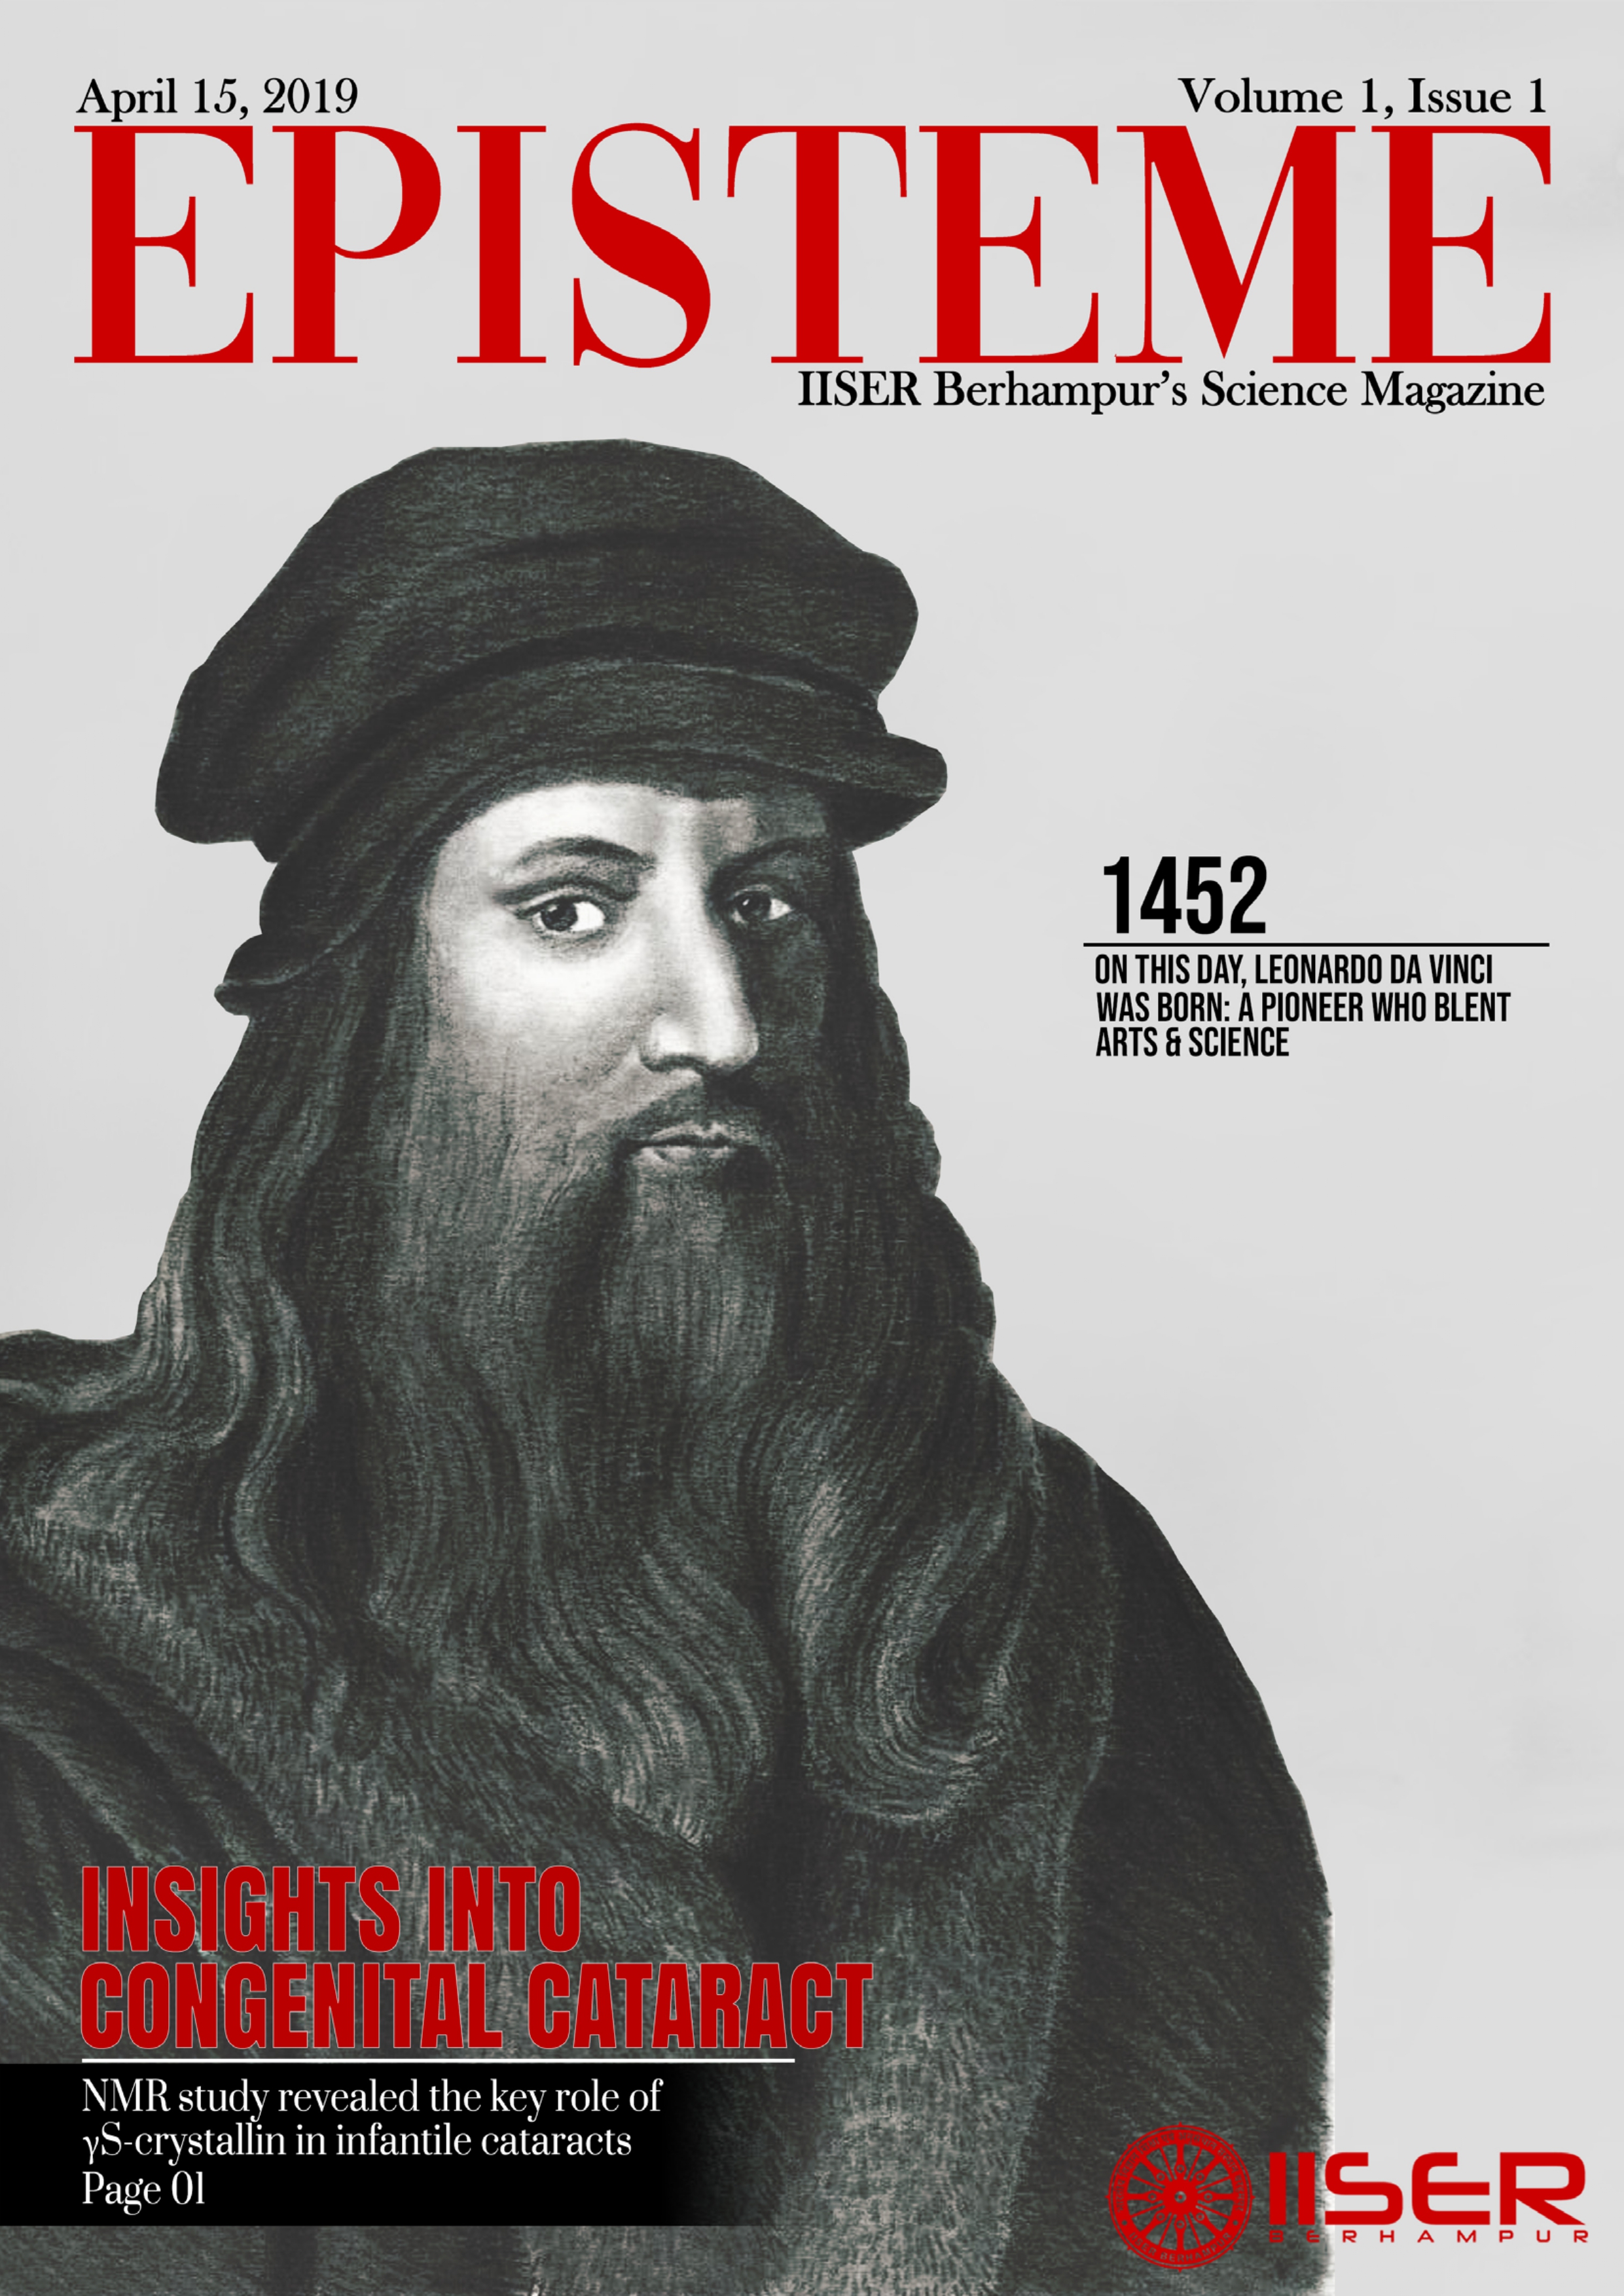 April 15, 2019
Volume 1, Issue 1
EPISTEME
IISER Berhampur's Science Magazine
1452
ON THIS DAY, LEONARDO DA VINCI
WAS BORN: A PIONEER WHO BLENT
ARTS & SCIENCE
INSIGHTS INTO
CONGENITAL CATARACT
NMR study revealed the key role of
γS-crystallin in infantile cataracts
Page 01
IISER
BERHAMPUR